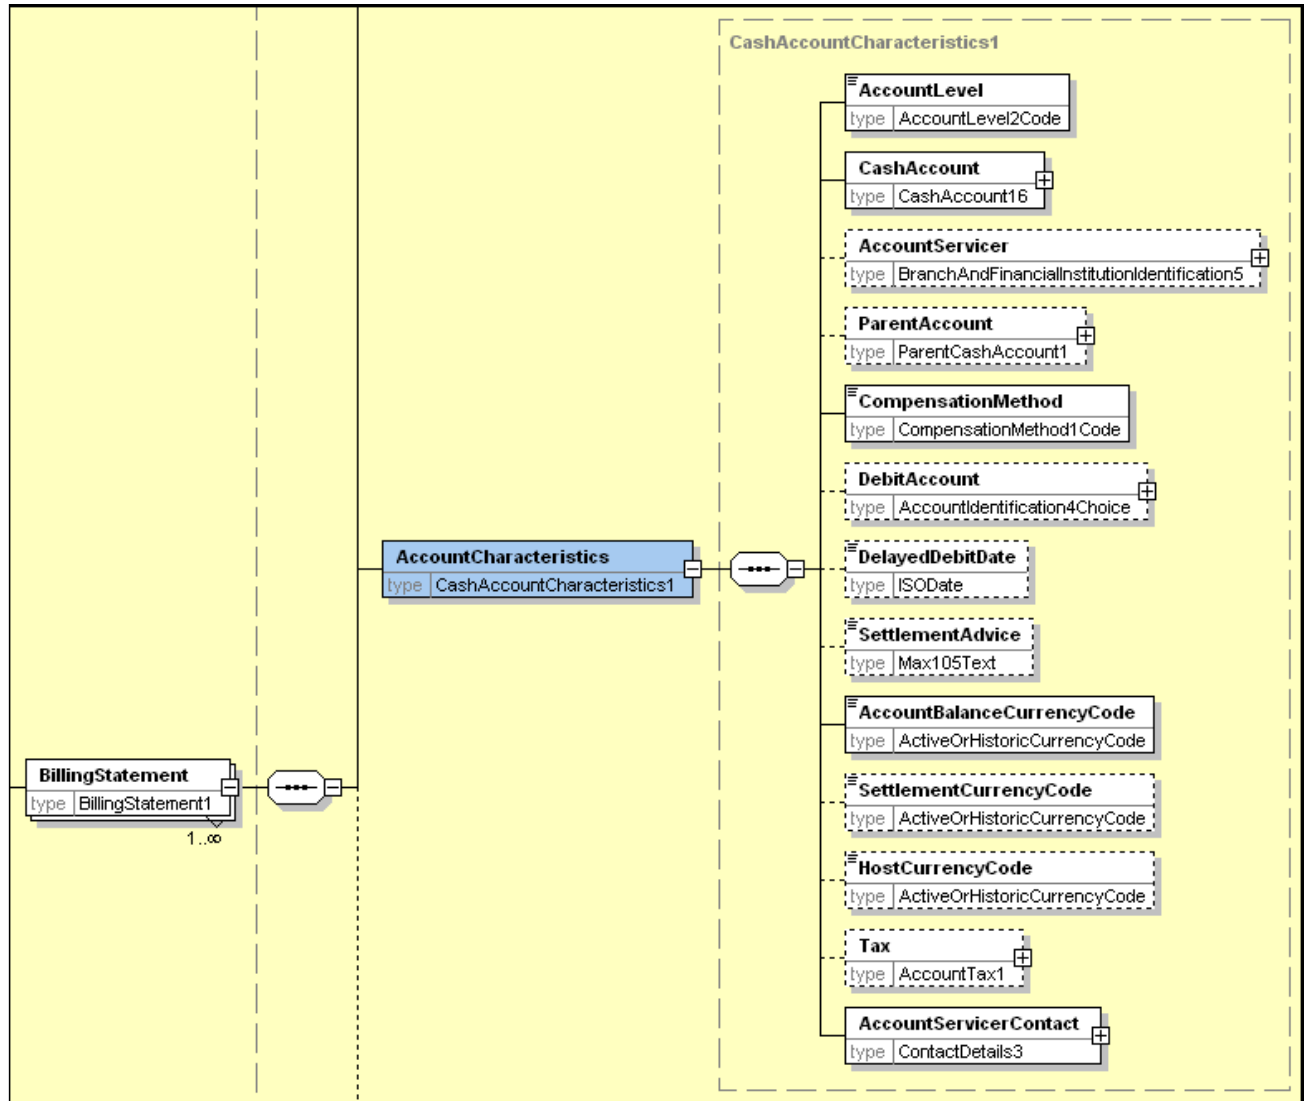 CashAccountCharacteristics1
AccountLevel
type AccountLevel2Code
CashAccount
type CashAccount16
AccountServicer
type BranchAndFinancialInstitutionIdentification5
ParentAccount
type ParentCashAccount1
CompensationMethod
type CompensationMethod1Code
DebitAccount
type AccountIdentification4Choice
AccountCharacteristics
type CashAccountCharacteristics1
DelayedDebitDate
type ISODate
SettlementAdvice
type Max105Text
AccountBalanceCurrencyCode
type ActiveOrHistoricCurrencyCode
BillingStatement
type BillingStatement1
1..∞
SettlementCurrencyCode
type ActiveOrHistoricCurrencyCode
HostCurrencyCode
type ActiveOrHistoricCurrencyCode
Tax
type AccountTax1
AccountServicerContact
type ContactDetails3